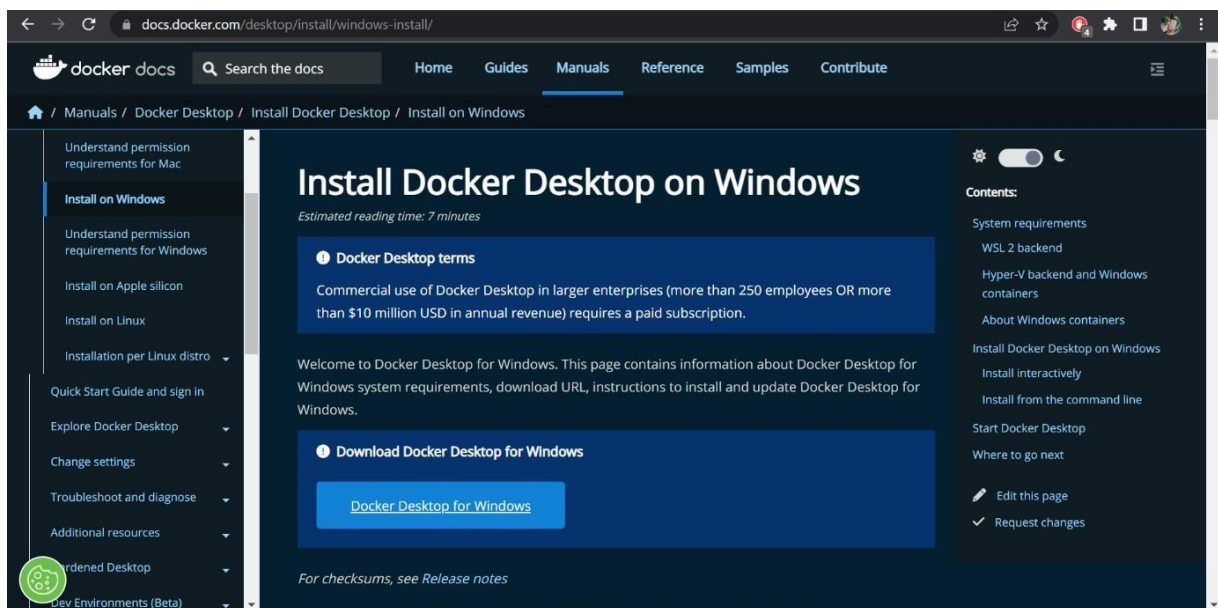 docs.docker.com/desktop/install/windows-install/
4
docker docs
Search the docs
Home
Guides
Manuals
Reference
Samples
Contribute
/ Manuals / Docker Desktop / Install Docker Desktop / Install on Windows
Understand permission
requirements for Mac
Install on Windows
Understand permission
requirements for Windows
Install on Apple silicon
Install on Linux
Installation per Linux distro
Quick Start Guide and sign in
Explore Docker Desktop
Change settings
Troubleshoot and diagnose
Additional resources
rdened Desktop
Dev Environments (Beta)
Install Docker Desktop on Windows
Estimated reading time: 7 minutes
Docker Desktop terms
Commercial use of Docker Desktop in larger enterprises (more than 250 employees OR more
than $10 million USD in annual revenue) requires a paid subscription.
Welcome to Docker Desktop for Windows. This page contains information about Docker Desktop for
Windows system requirements, download URL, instructions to install and update Docker Desktop for
Windows.
Download Docker Desktop for Windows
Docker Desktop for Windows
For checksums, see Release notes
Contents:
System requirements
WSL 2 backend
Hyper-V backend and Windows
containers
About Windows containers
Install Docker Desktop on Windows
Install interactively
Install from the command line
Start Docker Desktop
Where to go next
Edit this page
Request changes